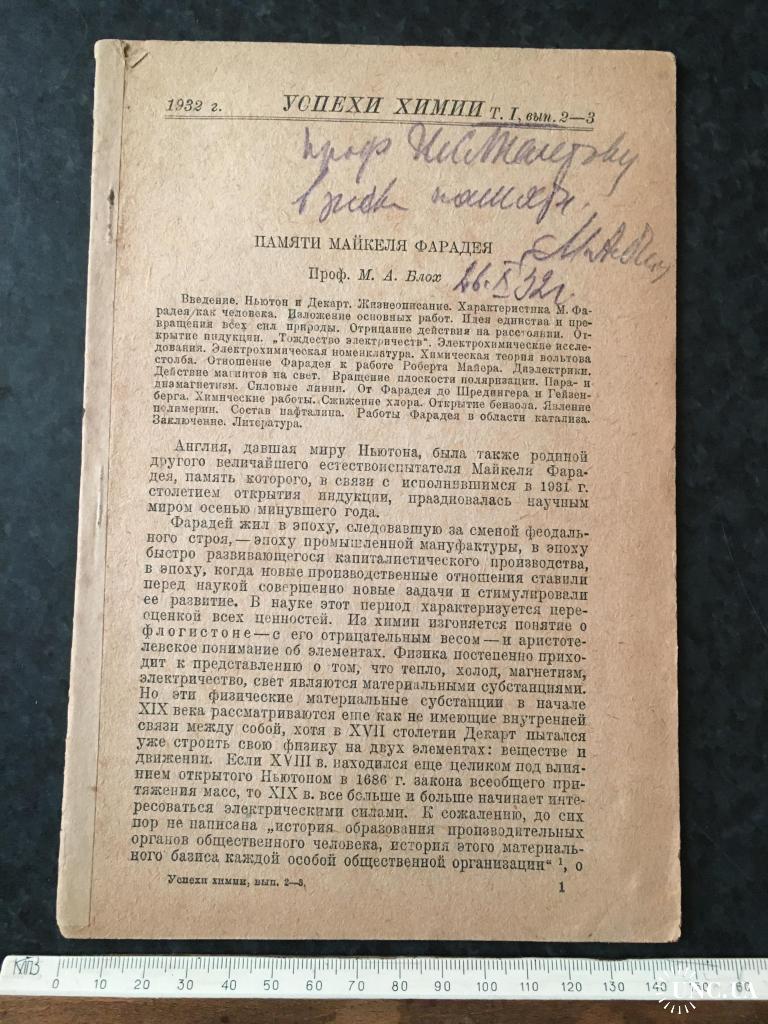 1932 г. УСПЕХИ ХИМИИ Т. I, вып. 2—3
Проф
в знак
ПАМЯТИ МАЙКЕЛЯ ФАРАДЕЯ
Проф. М. А. Блох 26. X 32 г.
Введение. Ньютон и Декарт. Жизнеописание. Характеристика М. Фа-
радея как человека. Изложение основных работ. Идея единства и пре-
вращения всех сил природы. Отрицание действия на расстоянии. От-
крытие индукции. „Тождество электричеств“. Электрохимические иссле-
дования. Электрохимическая номенклатура. Химическая теория вольтова
столба. Отношение Фарадея к работе Роберта Майера. Диэлектрики.
Действие магнитов на свет. Вращение плоскости поляризации. Пара- и
диамагнетизм. Силовые линии. От Фарадея до Шредингера и Гейзен-
берга. Химические работы. Сжижение хлора. Открытие бензола. Явление
полимерии. Состав нафталина. Работы Фарадея в области катализа.
Заключение. Литература.
Англия, давшая миру Ньютона, была также родиной
другого величайшего естествоиспытателя Майкеля Фара-
дея, память которого, в связи с исполнившимся в 1931 г.
столетием открытия индукции, праздновалась научным
миром осенью минувшего года.
Фарадей жил в эпоху, следовавшую за сменой феодаль-
ного строя,— эпоху промышленной мануфактуры, в эпоху
быстро развивающегося капиталистического производства,
в эпоху, когда новые производственные отношения ставили
перед наукой совершенно новые задачи и стимулировали
ее развитие. В науке этот период характеризуется пере-
оценкой всех ценностей. Из химии изгоняется понятие о
флогистоне — с его отрицательным весом — и аристоте-
левское понимание об элементах. Физика постепенно прихо-
дит к представлению о том, что тепло, холод, магнетизм,
электричество, свет являются материальными субстанциями.
Но эти физические материальные субстанции в начале
XIX века рассматриваются еще как не имеющие внутренней
связи между собой, хотя в XVII столетии Декарт пытался
уже строить свою физику на двух элементах: веществе и
движении. Если XVIII в. находился еще целиком под влия-
нием открытого Ньютоном в 1686 г. закона всеобщего при-
тяжения масс, то XIX в. все больше и больше начинает инте-
ресоваться электрическими силами. К сожалению, до сих
пор не написана „история образования производительных
органов общественного человека, история этого материаль-
ного базиса каждой особой общественной организации“ ¹, о
Успехи химии, вып. 2—3.
1
0 10 20 30 40 50 60 70 80 90 100 110 120 130 140 150 160
UNC.UA